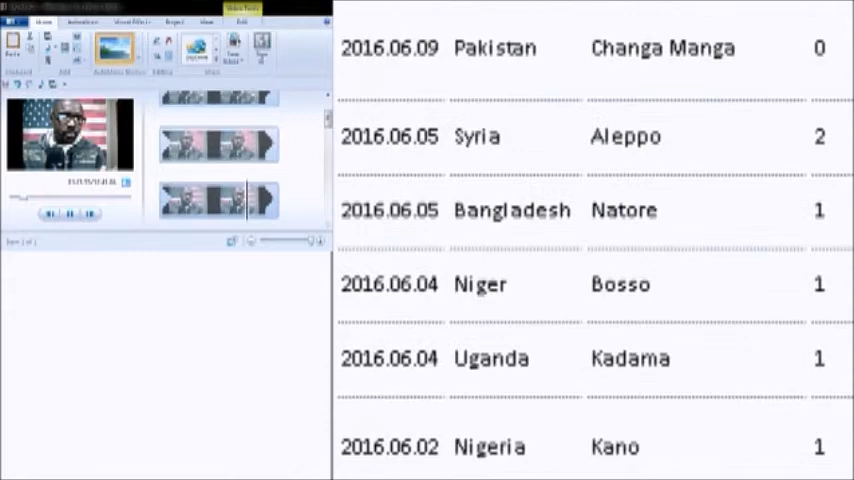 2016.06.09 Pakistan Changa Manga 0
2016.06.05 Syria Aleppo 2
2016.06.05 Bangladesh Natore 1
2016.06.04 Niger Bosso 1
2016.06.04 Uganda Kadama 1
2016.06.02 Nigeria Kano 1